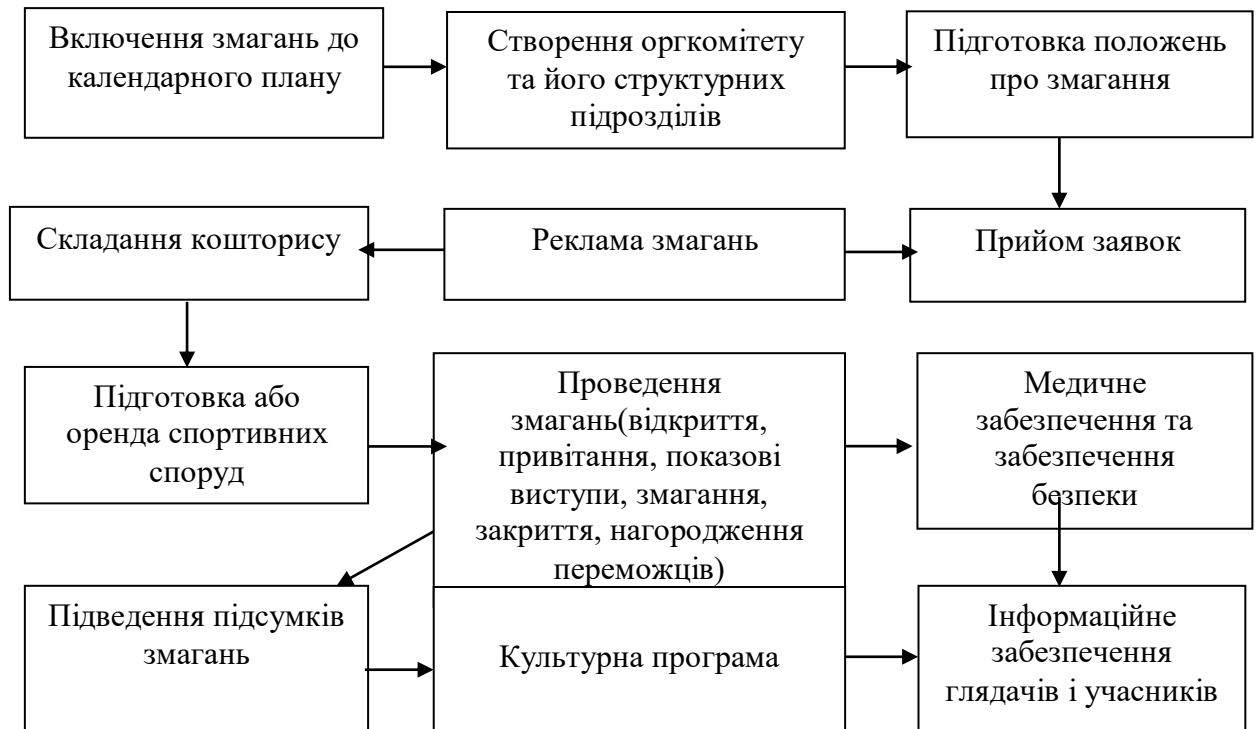 Включення змагань до
календарного плану
Створення оргкомітету
та його структурних
підрозділів
Підготовка положень
про змагання
Складання кошторису
Реклама змагань
Прийом заявок
Підготовка або
оренда спортивних
споруд
Проведення
змагань(відкриття,
привітання, показові
виступи, змагання,
закриття, нагородження
переможців)
Медичне
забезпечення та
забезпечення
безпеки
Підведення підсумків
змагань
Культурна програма
Інформаційне
забезпечення
глядачів і учасників